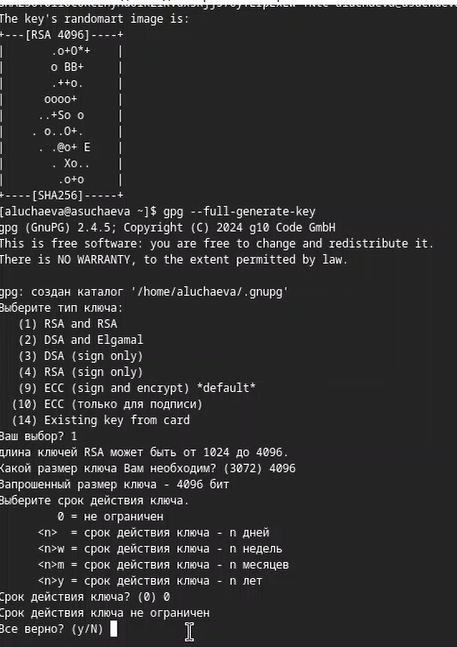 The key's randomart image is:
+---[RSA 4096]----+
|       .o+O*+    |
|       o BB+     |
|       .++o.     |
|      oooo+      |
|     ..+So o     |
|    . o..O+.     |
|     . .@o+ E    |
|       . Xo..    |
|        .o+o     |
+----[SHA256]-----+
[aluchaeva@asuchaeva ~]$ gpg --full-generate-key
gpg (GnuPG) 2.4.5; Copyright (C) 2024 g10 Code GmbH
This is free software: you are free to change and redistribute it.
There is NO WARRANTY, to the extent permitted by law.
gpg: создан каталог '/home/aluchaeva/.gnupg'
Выберите тип ключа:
(1) RSA and RSA
(2) DSA and Elgamal
(3) DSA (sign only)
(4) RSA (sign only)
(9) ECC (sign and encrypt) *default*
(10) ECC (только для подписи)
(14) Existing key from card
Ваш выбор? 1
длина ключей RSA может быть от 1024 до 4096.
Какой размер ключа Вам необходим? (3072) 4096
Запрошенный размер ключа - 4096 бит
Выберите срок действия ключа.
0 = не ограничен
<n>  = срок действия ключа - n дней
<n>w = срок действия ключа - n недель
<n>m = срок действия ключа - n месяцев
<n>y = срок действия ключа - n лет
Срок действия ключа? (0) 0
Срок действия ключа не ограничен
Все верно? (y/N)